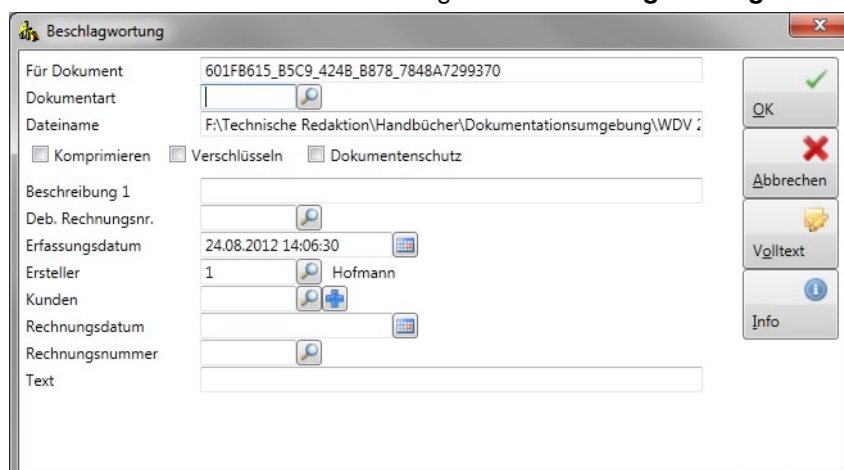 Beschlagwortung
Für Dokument 601FB615_B5C9_424B_B878_7848A7299370
Dokumentart
Dateiname F:\Technische Redaktion\Handbücher\Dokumentationsumgebung\WDV
Komprimieren Verschlüsseln Dokumentenschutz
Beschreibung 1
Deb. Rechnungsnr.
Erfassungsdatum 24.08.2012 14:06:30
Ersteller 1 Hofmann
Kunden
Rechnungsdatum
Rechnungsnummer
Text
OK
Abbrechen
Volltext
Info